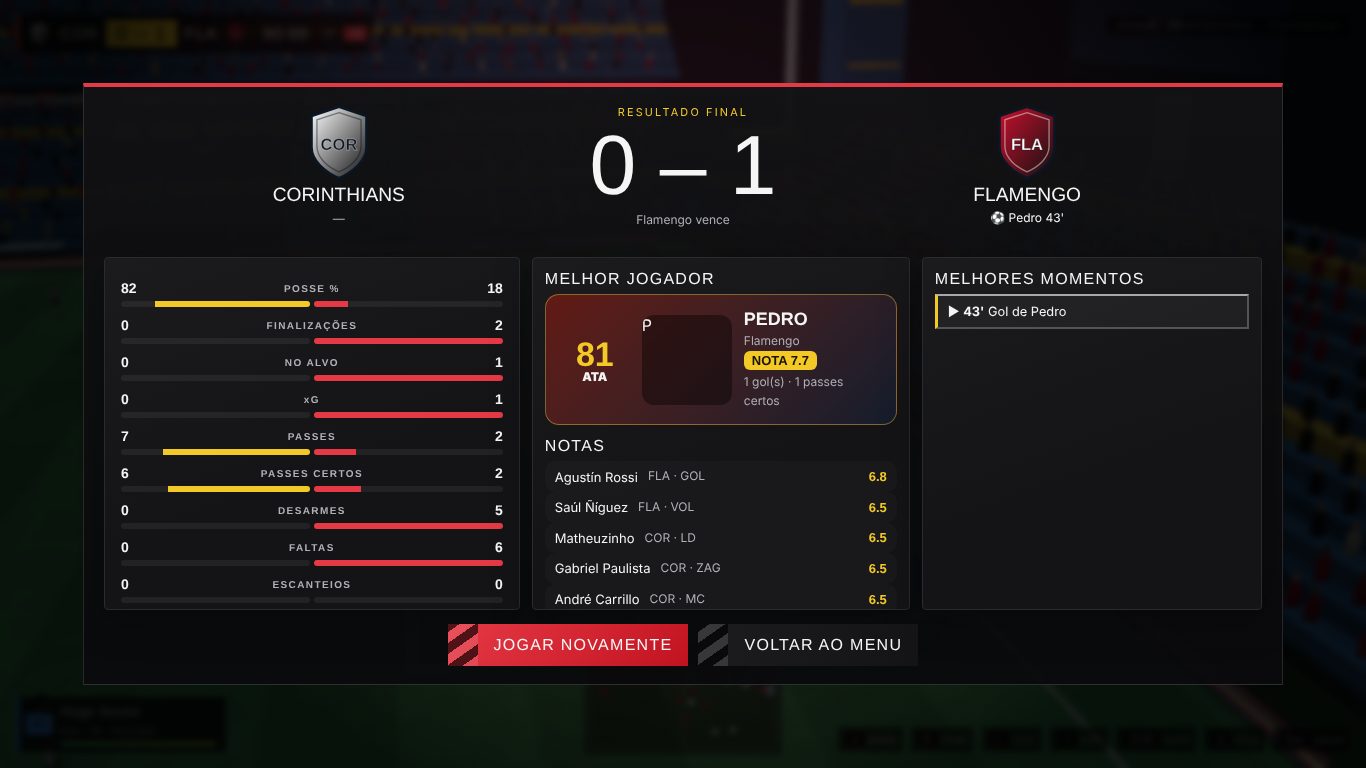 RESULTADO FINAL
COR
0 – 1
FLA
CORINTHIANS
FLAMENGO
—
Flamengo vence
⚽ Pedro 43'
82 POSSE % 18
0 FINALIZAÇÕES 2
0 NO ALVO 1
0 xG 1
7 PASSES 2
6 PASSES CERTOS 2
0 DESARMES 5
0 FALTAS 6
0 ESCANTEIOS 0
MELHOR JOGADOR
81
ATA
P
PEDRO
Flamengo
NOTA 7.7
1 gol(s) · 1 passes
certos
NOTAS
Agustín Rossi FLA · GOL 6.8
Saúl Ñíguez FLA · VOL 6.5
Matheuzinho COR · LD 6.5
Gabriel Paulista COR · ZAG 6.5
André Carrillo COR · MC 6.5
MELHORES MOMENTOS
▶ 43' Gol de Pedro
JOGAR NOVAMENTE
VOLTAR AO MENU